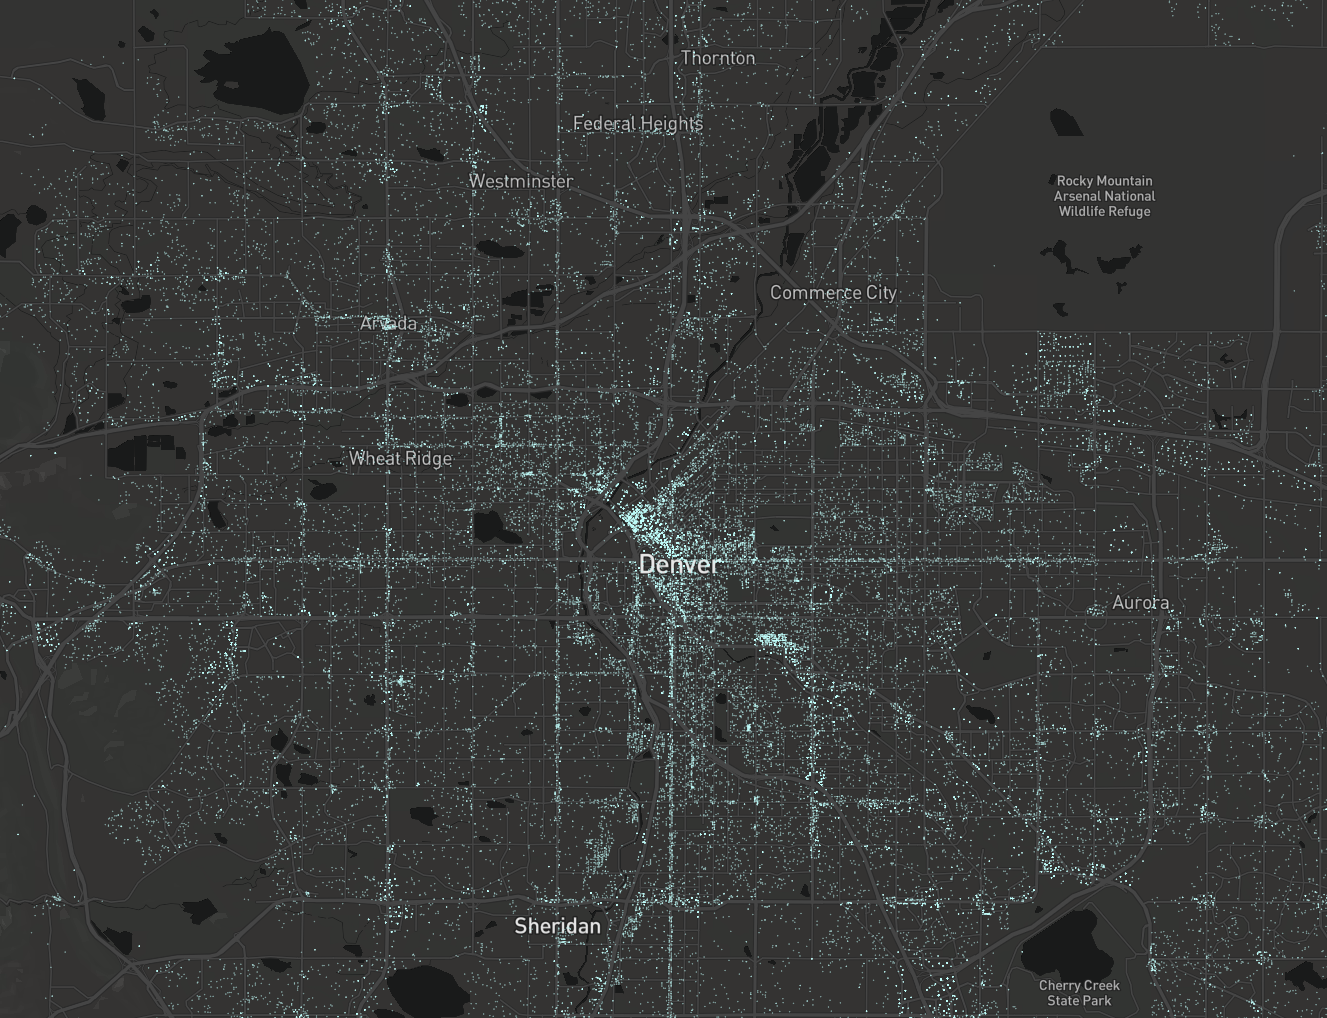 Thornton
Federal Heights
Westminster
Rocky Mountain
Arsenal National
Wildlife Refuge
Commerce City
Arvada
Wheat Ridge
Denver
Aurora
Sheridan
Cherry Creek
State Park